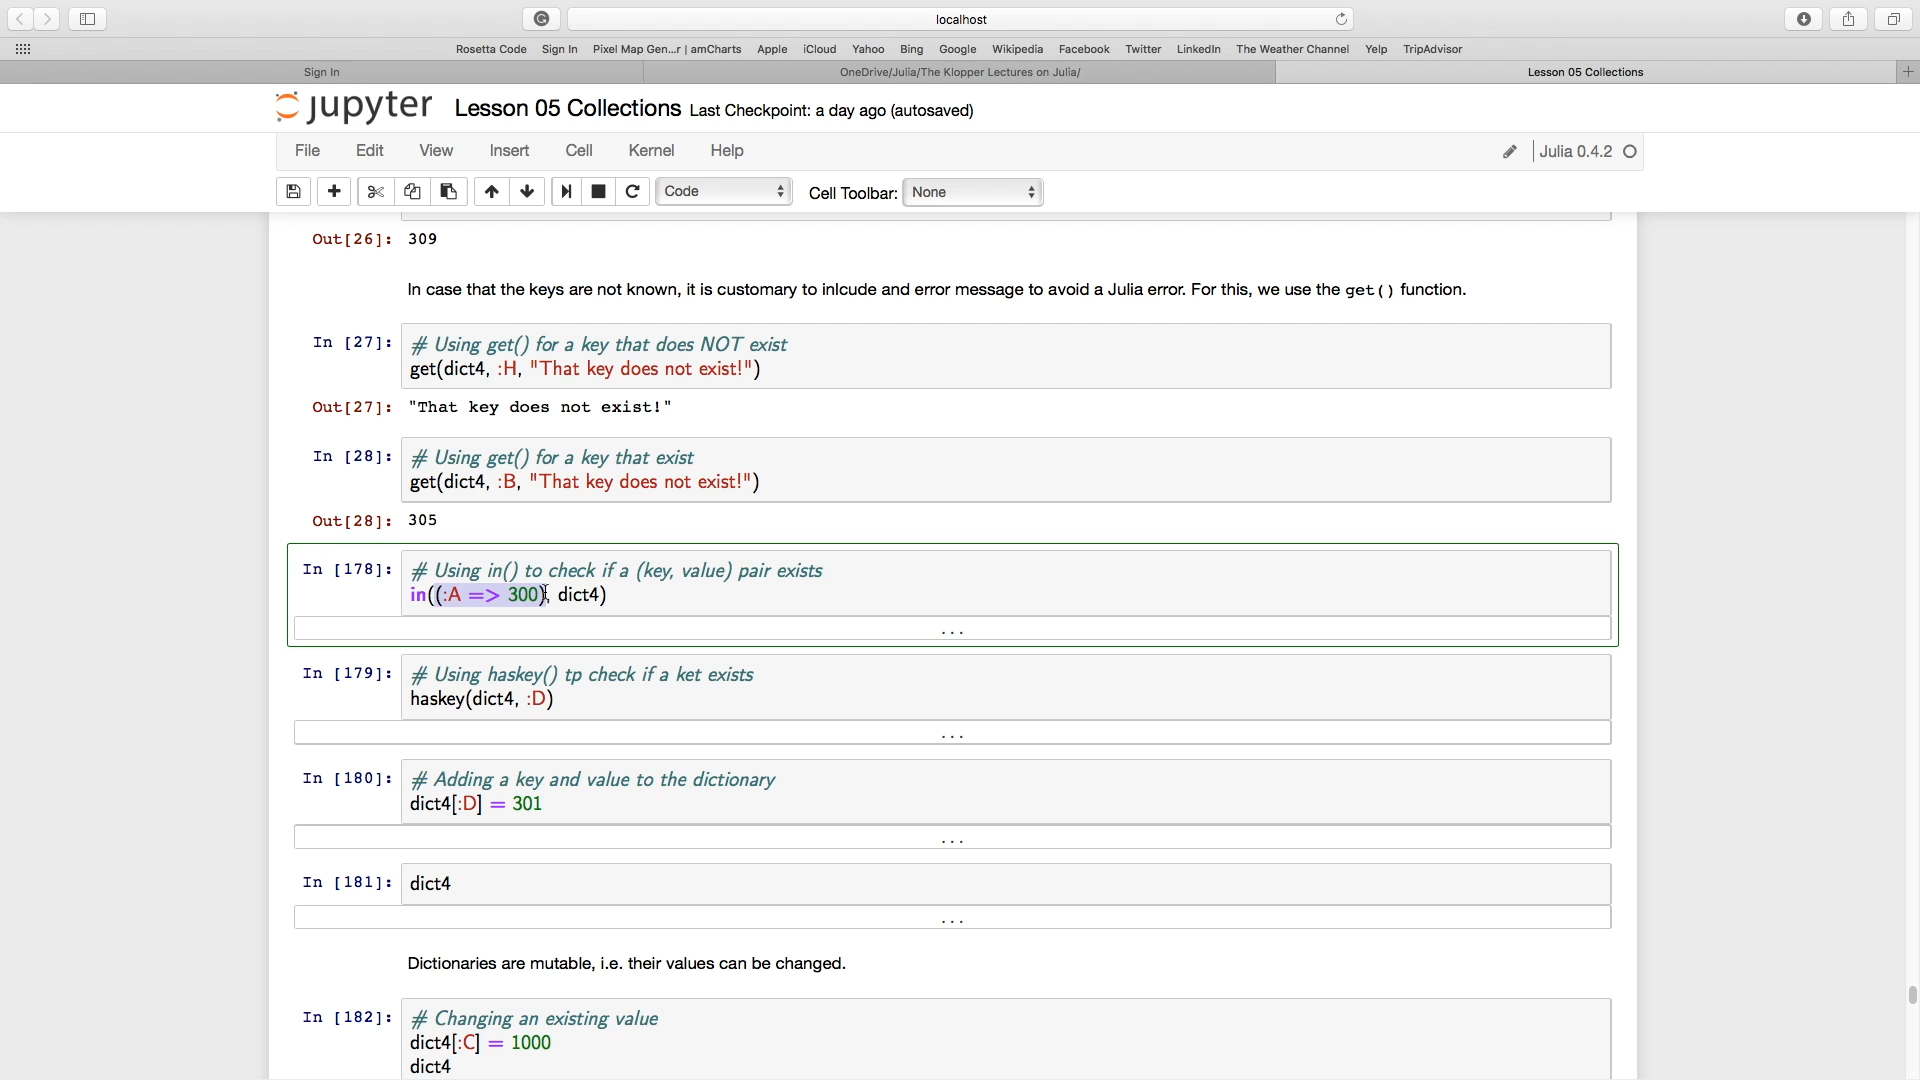 localhost
Rosetta Code Sign In Pixel Map Gen...r | amCharts Apple iCloud Yahoo Bing Google Wikipedia Facebook Twitter LinkedIn The Weather Channel Yelp TripAdvisor
Sign In OneDrive/Julia/The Klopper Lectures on Julia/ Lesson 05 Collections
jupyter Lesson 05 Collections Last Checkpoint: a day ago (autosaved)
File Edit View Insert Cell Kernel Help Julia 0.4.2
Code Cell Toolbar: None
Out[26]: 309
In case that the keys are not known, it is customary to inlcude and error message to avoid a Julia error. For this, we use the get() function.
In [27]: # Using get() for a key that does NOT exist
get(dict4, :H, "That key does not exist!")
Out[27]: "That key does not exist!"
In [28]: # Using get() for a key that exist
get(dict4, :B, "That key does not exist!")
Out[28]: 305
In [178]: # Using in() to check if a (key, value) pair exists
in((:A => 300), dict4)
...
In [179]: # Using haskey() tp check if a ket exists
haskey(dict4, :D)
...
In [180]: # Adding a key and value to the dictionary
dict4[:D] = 301
...
In [181]: dict4
...
Dictionaries are mutable, i.e. their values can be changed.
In [182]: # Changing an existing value
dict4[:C] = 1000
dict4